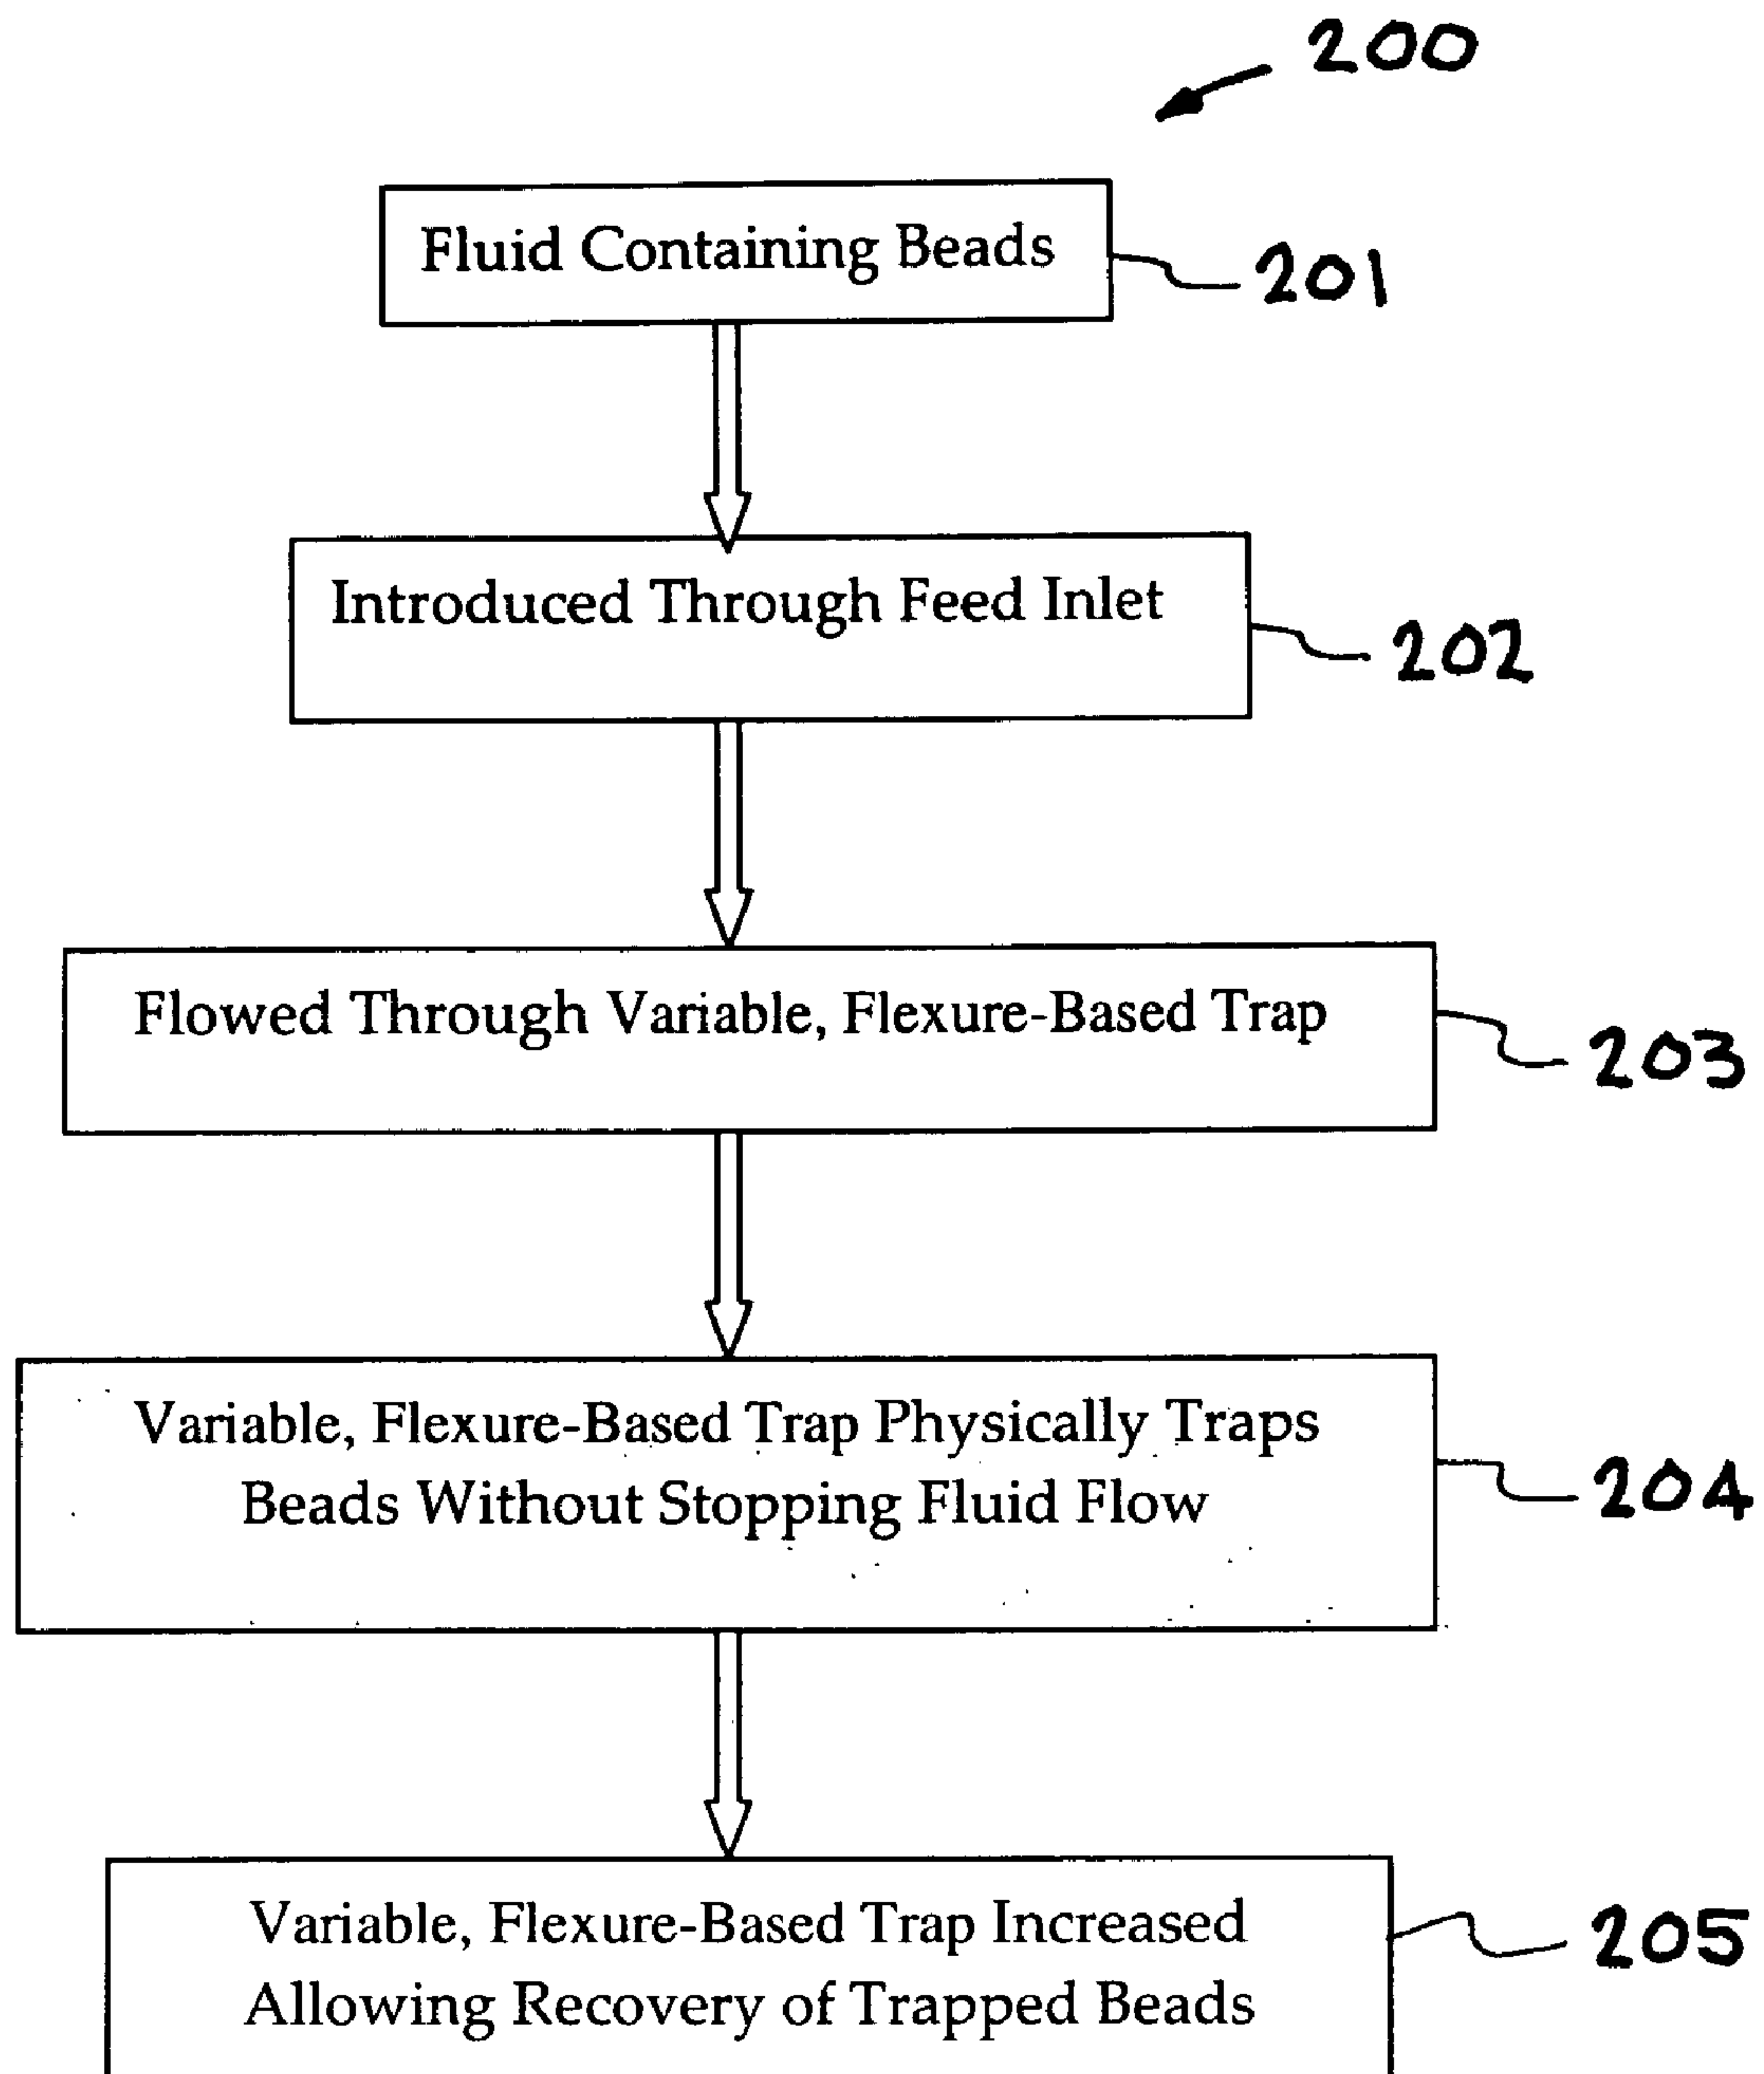 200
Fluid Containing Beads
201
Introduced Through Feed Inlet
202
Flowed Through Variable, Flexure-Based Trap
203
Variable, Flexure-Based Trap Physically Traps
Beads Without Stopping Fluid Flow
204
Variable, Flexure-Based Trap Increased
Allowing Recovery of Trapped Beads
205